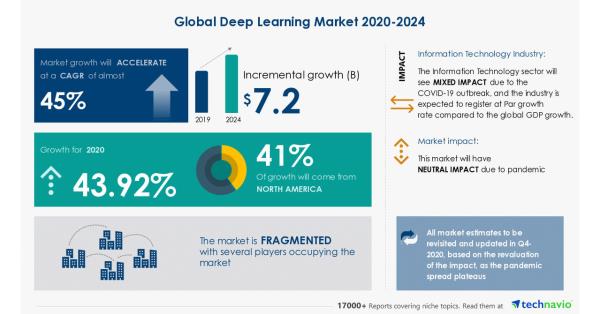 Global Deep Learning Market 2020-2024
Market growth will ACCELERATE
at a CAGR of almost
45%
2019
2024
Incremental growth (B)
$7.2
Growth for 2020
43.92%
41%
Of growth will come from
NORTH AMERICA
The market is FRAGMENTED
with several players occupying the
market
IMPACT
Information Technology Industry:
The Information Technology sector will
see MIXED IMPACT due to the
COVID-19 outbreak, and the industry is
expected to register at Par growth
rate compared to the global GDP growth.
Market impact:
This market will have
NEUTRAL IMPACT due to pandemic
All market estimates to be
revisited and updated in Q4-
2020, based on the revaluation
of the impact, as the pandemic
spread plateaus
17000+ Reports covering niche topics. Read them at
technavio